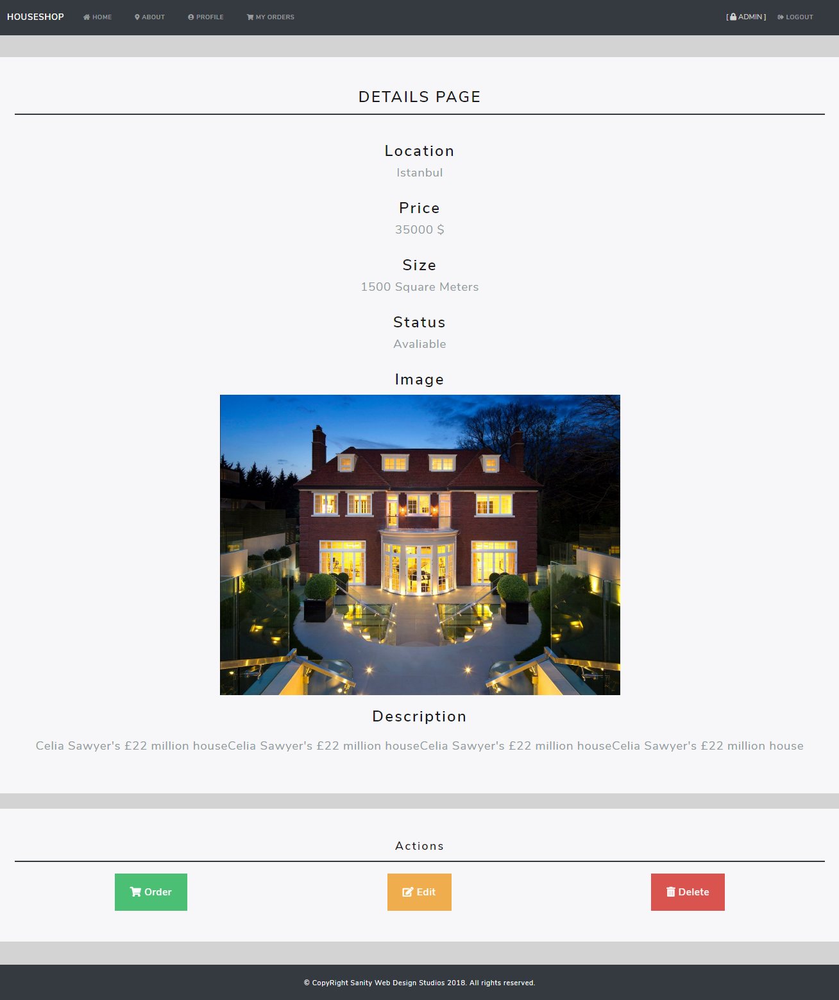 HOUSESHOP HOME ABOUT PROFILE MY ORDERS [ ADMIN ] LOGOUT
DETAILS PAGE
Location
Istanbul
Price
35000 $
Size
1500 Square Meters
Status
Avaliable
Image
Description
Celia Sawyer's £22 million houseCelia Sawyer's £22 million houseCelia Sawyer's £22 million houseCelia Sawyer's £22 million house
Actions
Order Edit Delete
© CopyRight Sanity Web Design Studios 2018. All rights reserved.